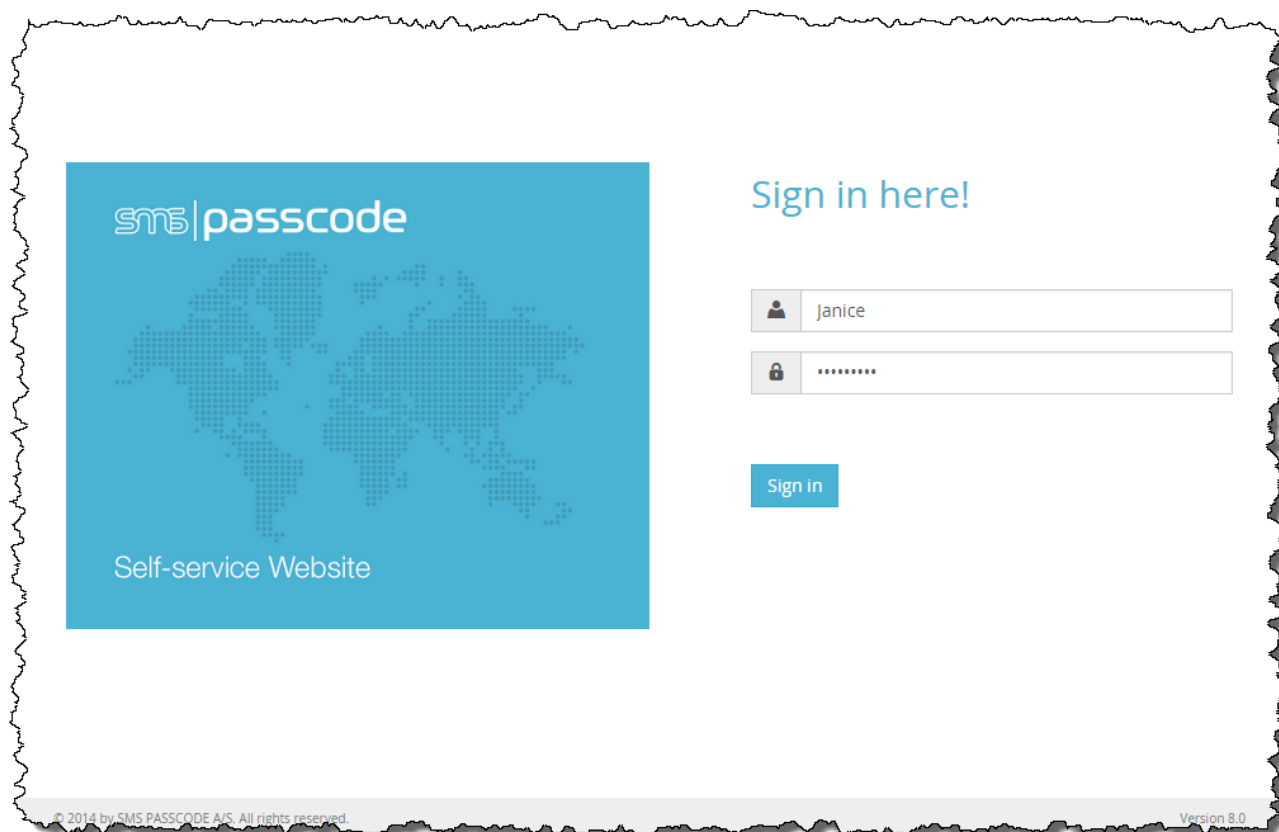 sms|passcode
Self-service Website
Sign in here!
Janice
•••••••••
Sign in
© 2014 by SMS PASSCODE A/S. All rights reserved.
Version 8.0